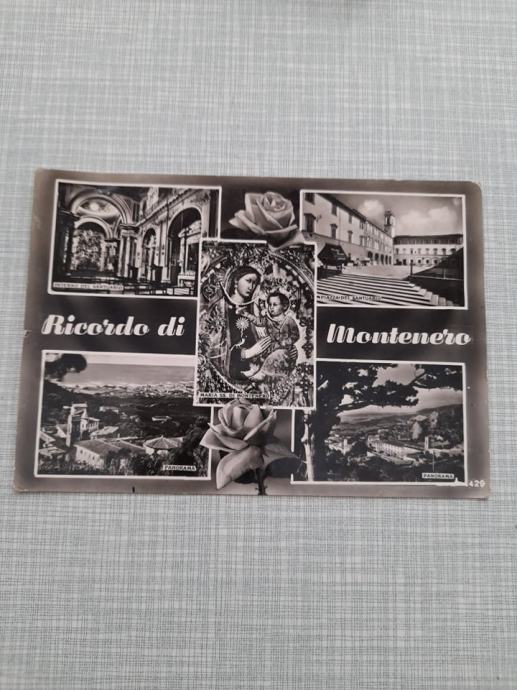 INTERNO DEL SANTUARIO
PIAZZA DEL SANTUARIO
Ricordo di Montenero
MARIA SS. DI MONTENERO
PANORAMA
PANORAMA
429